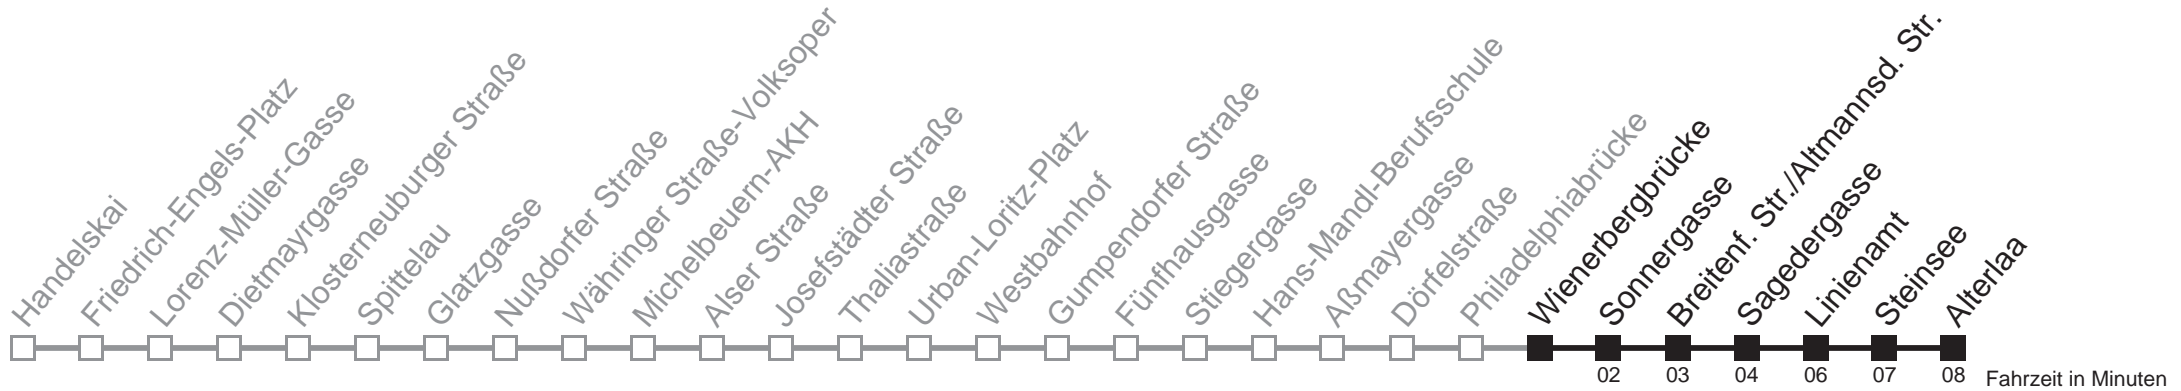 Handelskai
Friedrich-Engels-Platz
Lorenz-Müller-Gasse
Dietmayrgasse
Klosterneuburger Straße
Spittelau
Glatzgasse
Nußdorfer Straße
Währinger Straße-Volksoper
Michelbeuern-AKH
Alser Straße
Josefstädter Straße
Thaliastraße
Urban-Loritz-Platz
Westbahnhof
Gumpendorfer Straße
Fünfhausgasse
Stiegergasse
Hans-Mandl-Berufsschule
Aßmayergasse
Dörfelstraße
Philadelphiabrücke
Wienerbergbrücke
Sonnergasse
Breitenf. Str./Altmannsd. Str.
Sagedergasse
Linienamt
Steinsee
Alterlaa
02 03 04 06 07 08 Fahrzeit in Minuten